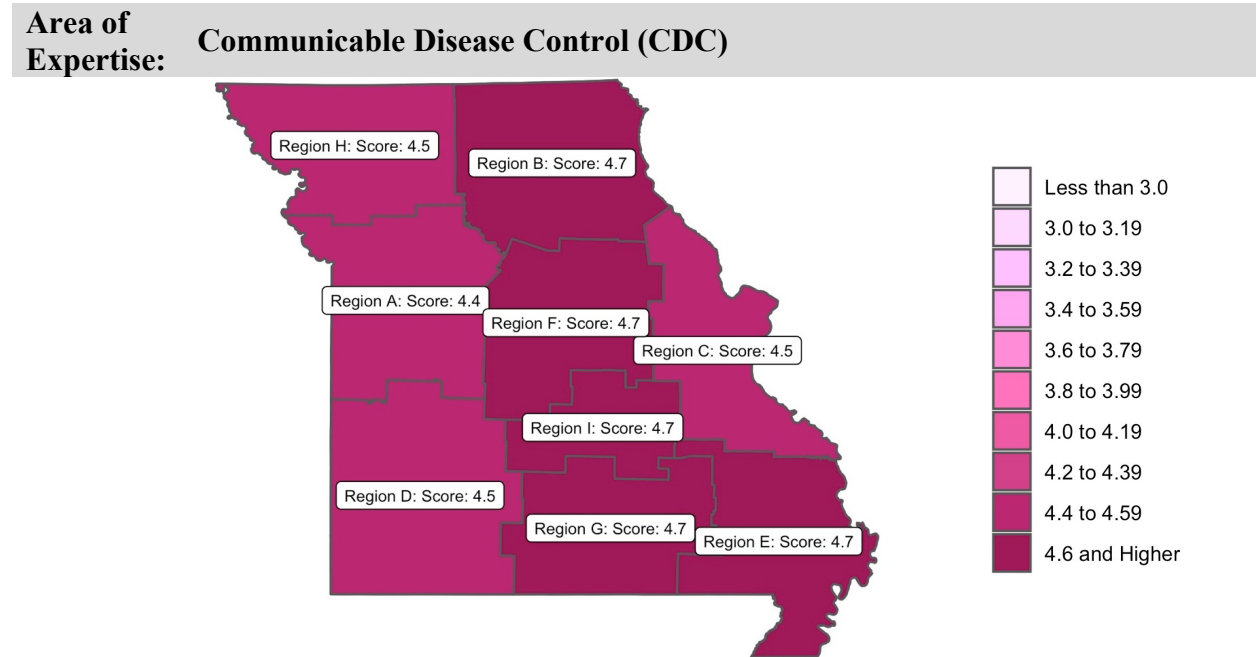 Area of
Expertise:
Communicable Disease Control (CDC)
Region H: Score: 4.5
Region B: Score: 4.7
Region A: Score: 4.4
Region F: Score: 4.7
Region C: Score: 4.5
Region I: Score: 4.7
Region D: Score: 4.5
Region G: Score: 4.7
Region E: Score: 4.7
Less than 3.0
3.0 to 3.19
3.2 to 3.39
3.4 to 3.59
3.6 to 3.79
3.8 to 3.99
4.0 to 4.19
4.2 to 4.39
4.4 to 4.59
4.6 and Higher